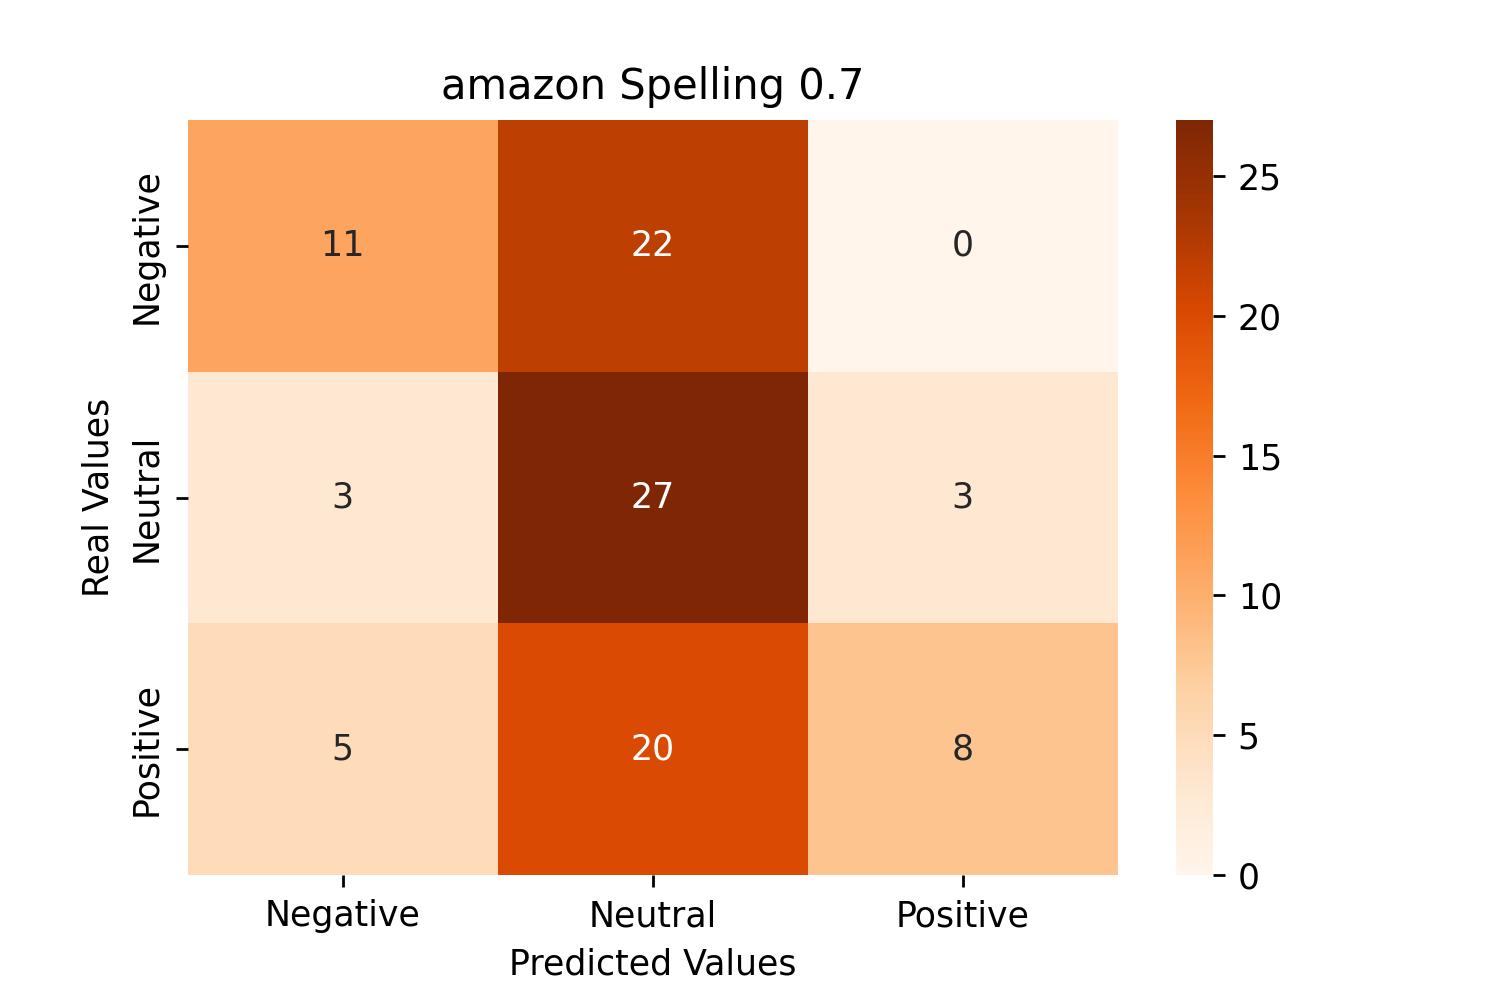 amazon Spelling 0.7
Real Values
Negative
11 22 0
Neutral
3 27 3
Positive
5 20 8
Negative Neutral Positive
Predicted Values
25
20
15
10
5
0